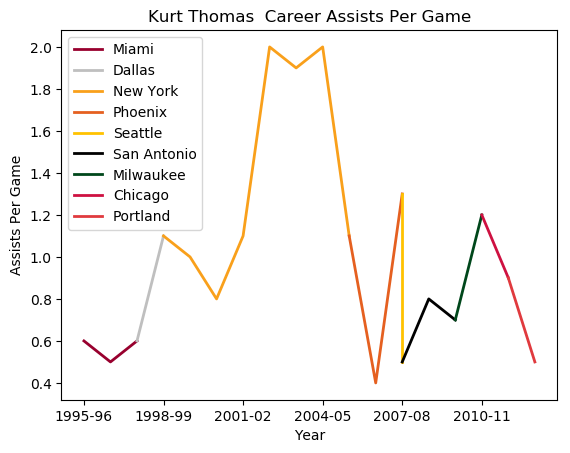 Kurt Thomas  Career Assists Per Game
Miami
Dallas
New York
Phoenix
Seattle
San Antonio
Milwaukee
Chicago
Portland
2.0
1.8
1.6
1.4
1.2
1.0
0.8
0.6
0.4
Assists Per Game
1995-96 1998-99 2001-02 2004-05 2007-08 2010-11
Year